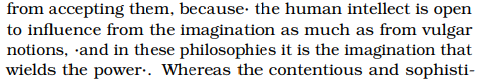 from accepting them, because· the human intellect is open
to influence from the imagination as much as from vulgar
notions, ·and in these philosophies it is the imagination that
wields the power·. Whereas the contentious and sophisti-